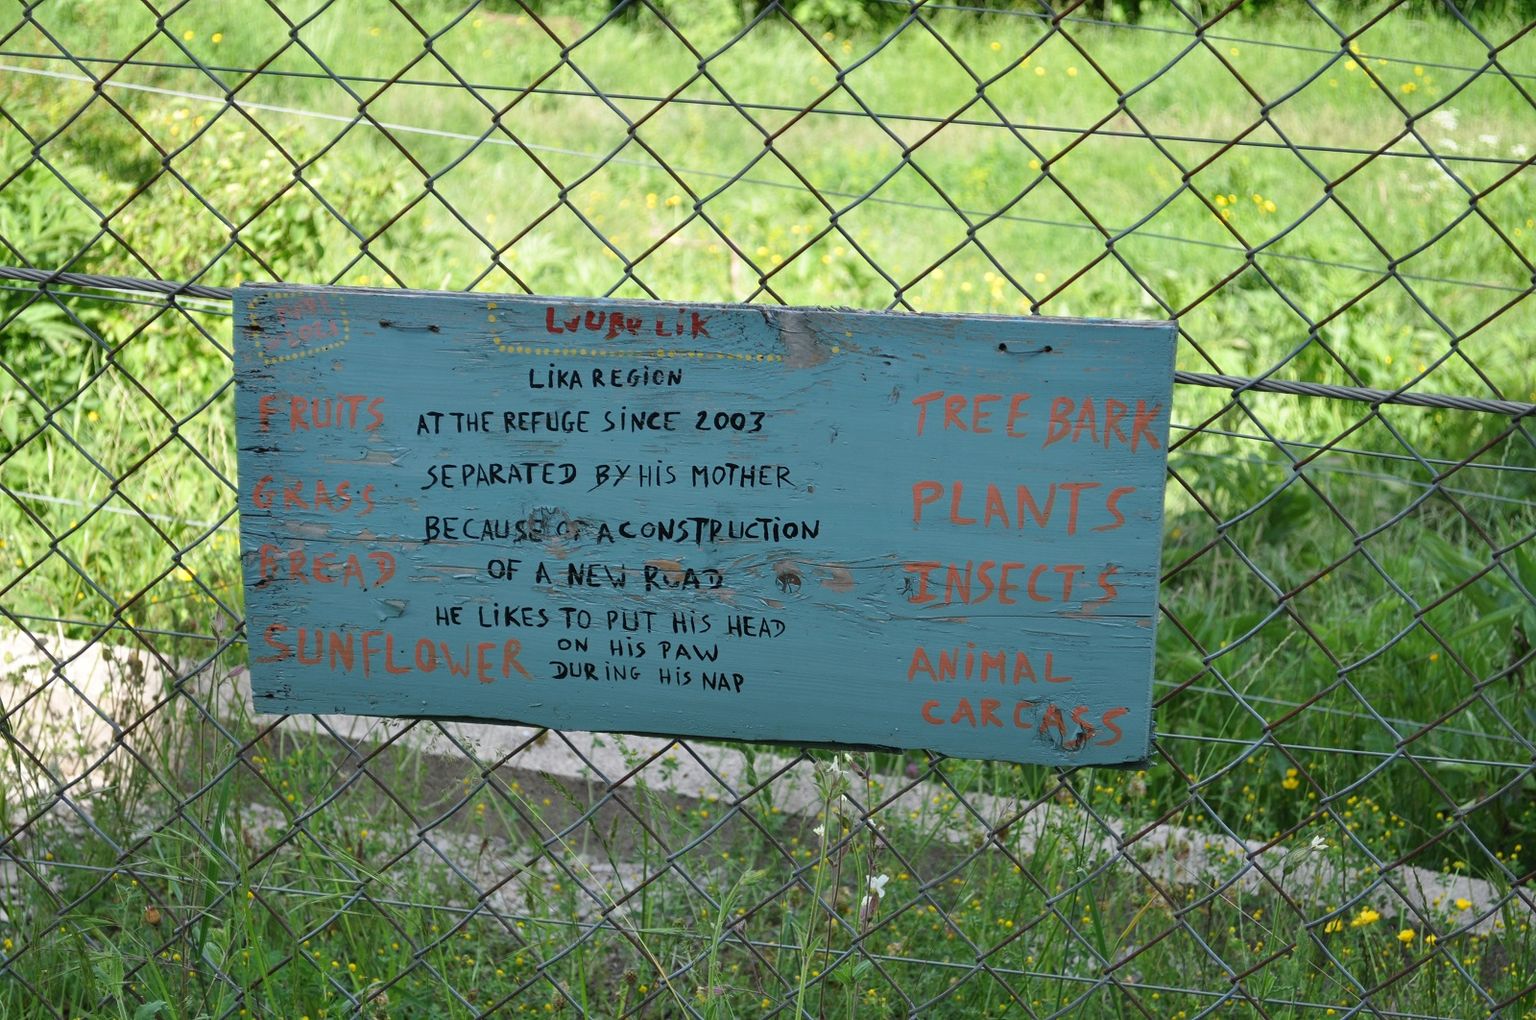 LJUBO LIK
LIKA REGION
AT THE REFUGE SINCE 2003
SEPARATED BY HIS MOTHER
BECAUSE OF A CONSTRUCTION
OF A NEW ROAD
HE LIKES TO PUT HIS HEAD
ON HIS PAW
DURING HIS NAP
FRUITS
GRASS
BREAD
SUNFLOWER
TREE BARK
PLANTS
INSECTS
ANIMAL
CARCASS